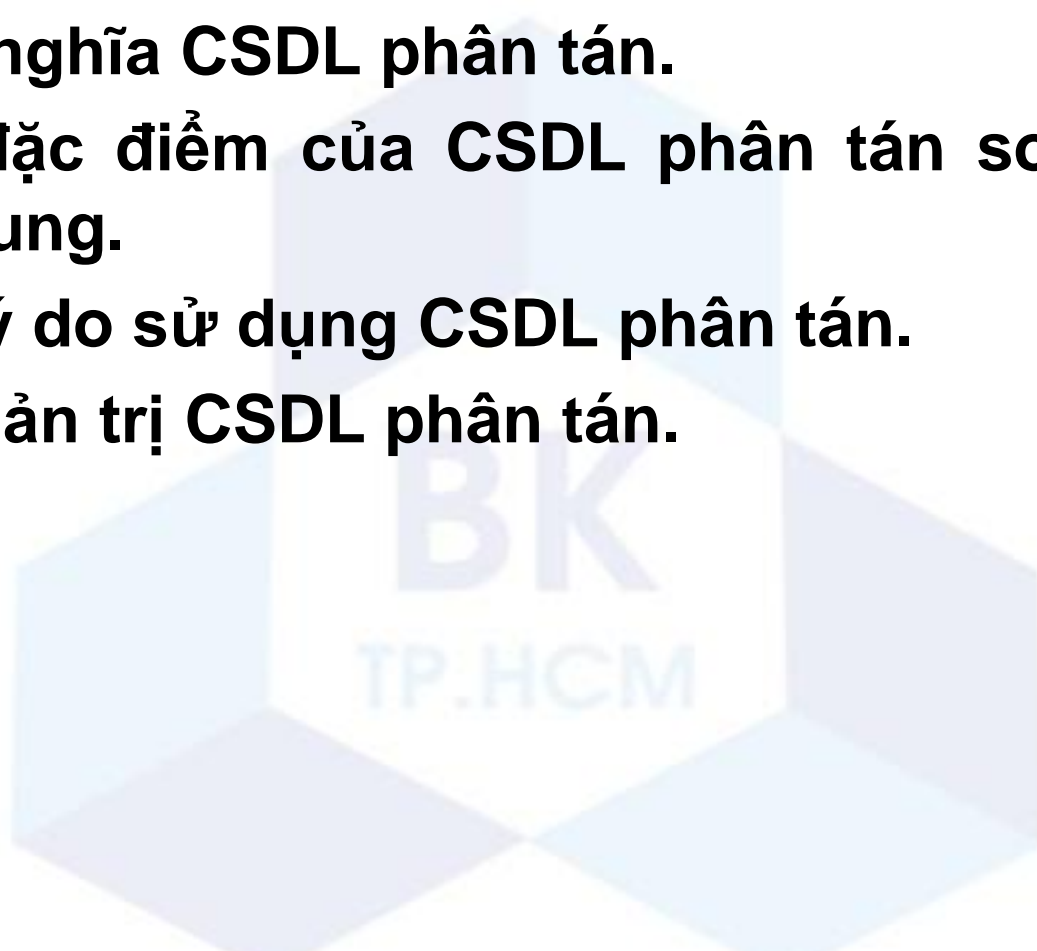 nghĩa CSDL phân tán.
đặc điểm của CSDL phân tán so
ung.
ý do sử dụng CSDL phân tán.
ản trị CSDL phân tán.
BK
TP.HCM